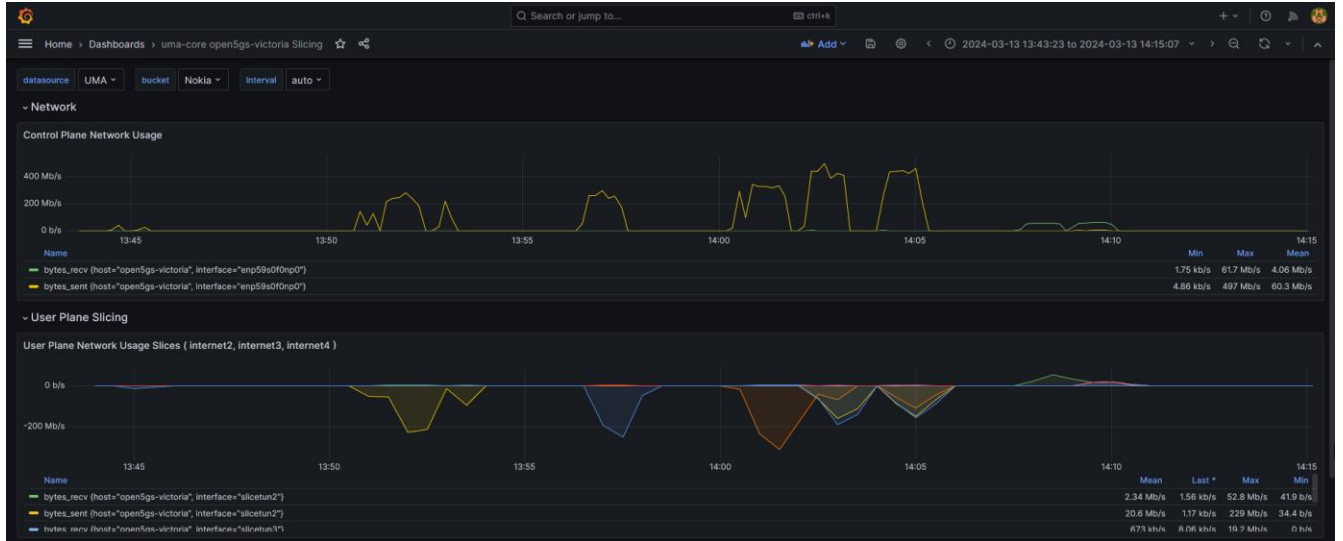 Search or jump to...
ctrl+k
Home › Dashboards › uma-core open5gs-victoria Slicing
Add
2024-03-13 13:43:23 to 2024-03-13 14:15:07
datasource UMA bucket Nokia Interval auto
Network
Control Plane Network Usage
400 Mb/s
200 Mb/s
0 b/s
13:45 13:50 13:55 14:00 14:05 14:10 14:15
Name Min Max Mean
bytes_recv {host="open5gs-victoria", interface="enp59s0f0np0"} 1.75 kb/s 61.7 Mb/s 4.06 Mb/s
bytes_sent {host="open5gs-victoria", interface="enp59s0f0np0"} 4.86 kb/s 497 Mb/s 60.3 Mb/s
User Plane Slicing
User Plane Network Usage Slices ( internet2, internet3, internet4 )
0 b/s
-200 Mb/s
13:45 13:50 13:55 14:00 14:05 14:10 14:15
Name Mean Last * Max Min
bytes_recv {host="open5gs-victoria", interface="slicetun2"} 2.34 Mb/s 1.56 kb/s 52.8 Mb/s 41.9 b/s
bytes_sent {host="open5gs-victoria", interface="slicetun2"} 20.6 Mb/s 1.17 kb/s 229 Mb/s 34.4 b/s
bytes_recv {host="open5gs-victoria", interface="slicetun3"} 673 kb/s 8.06 kb/s 19.2 Mb/s 0 b/s